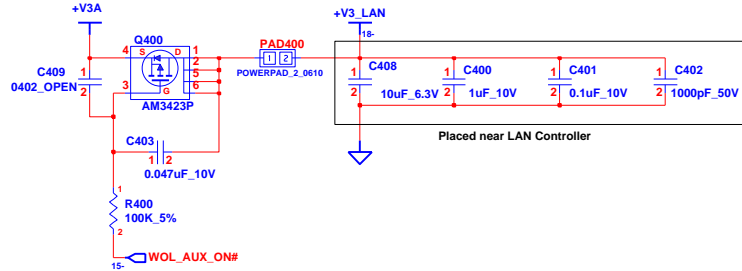 +V3A
+V3_LAN
18-
Q400
4 S D 1
2
5
6
3 G
AM3423P
PAD400
1 2
POWERPAD_2_0610
C409
0402_OPEN
1
2
C408
1
2
10uF_6.3V
C400
1
2
1uF_10V
C401
1
2
0.1uF_10V
C402
1
2
1000pF_50V
Placed near LAN Controller
C403
1 2
0.047uF_10V
1
R400
100K_5%
2
15-
WOL_AUX_ON#